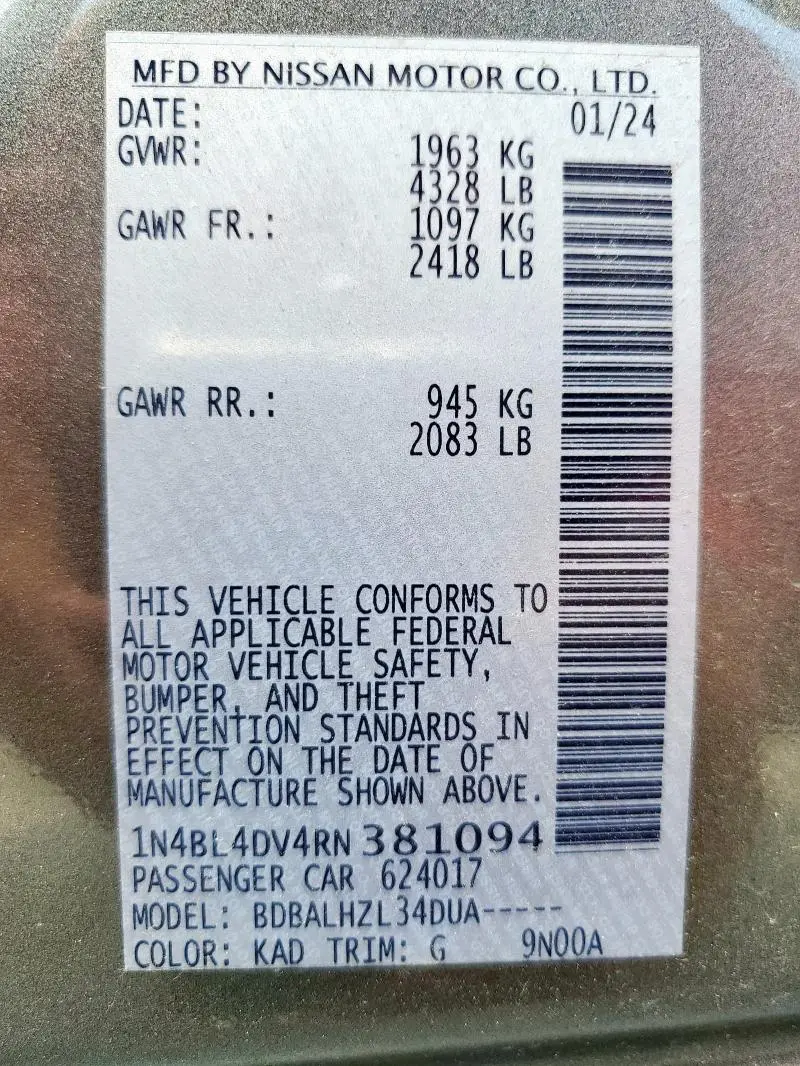 MFD BY NISSAN MOTOR CO., LTD.
DATE: 01/24
GVWR: 1963 KG
4328 LB
GAWR FR.: 1097 KG
2418 LB
GAWR RR.: 945 KG
2083 LB
THIS VEHICLE CONFORMS TO
ALL APPLICABLE FEDERAL
MOTOR VEHICLE SAFETY,
BUMPER, AND THEFT
PREVENTION STANDARDS IN
EFFECT ON THE DATE OF
MANUFACTURE SHOWN ABOVE.
1N4BL4DV4RN 381094
PASSENGER CAR 624017
MODEL: BDBALHZL34DUA-----
COLOR: KAD TRIM: G 9N00A